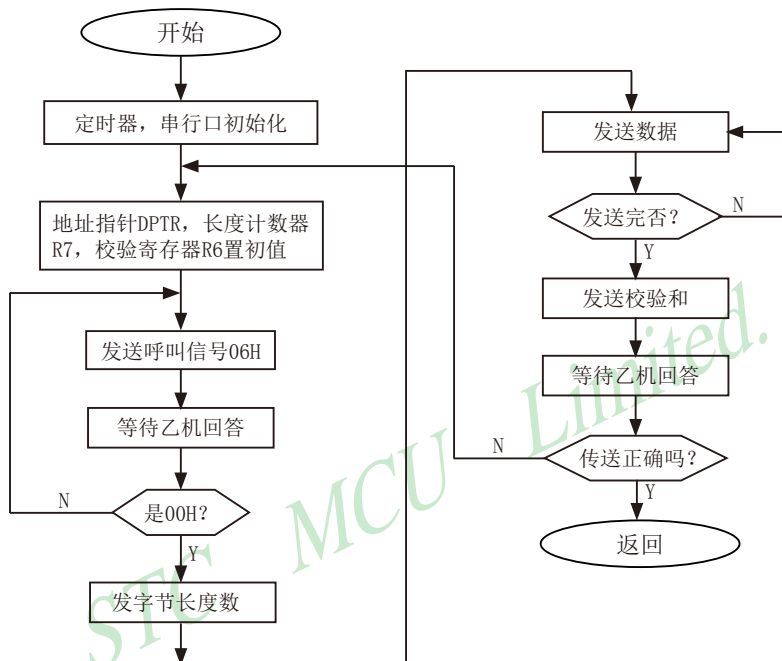 开始
定时器，串行口初始化
地址指针DPTR，长度计数器
R7，校验寄存器R6置初值
发送呼叫信号06H
等待乙机回答
是00H？
N
Y
发字节长度数
发送数据
发送完否？
N
Y
发送校验和
等待乙机回答
传送正确吗？
N
Y
返回
STC MCU Limited.